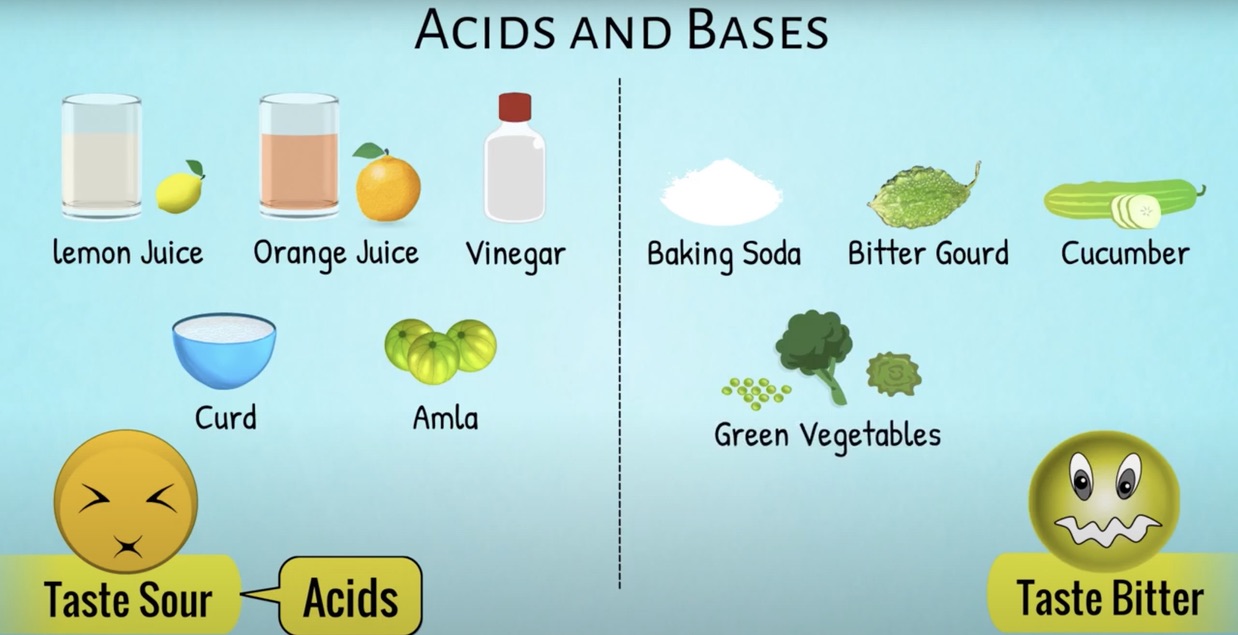 ACIDS AND BASES
lemon Juice
Orange Juice
Vinegar
Baking Soda
Bitter Gourd
Cucumber
Curd
Amla
Green Vegetables
Taste Sour
Acids
Taste Bitter